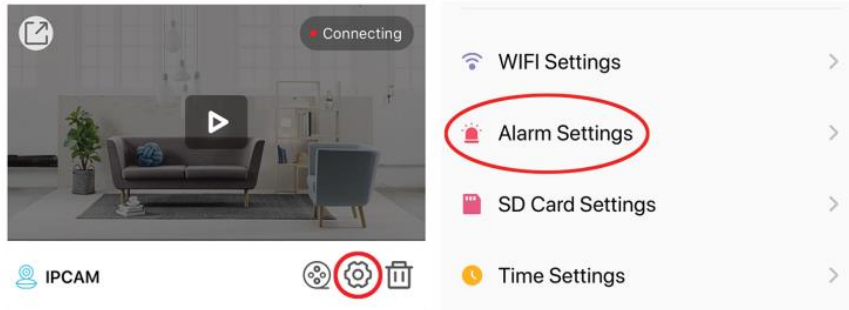 Connecting
IPCAM
WIFI Settings
Alarm Settings
SD Card Settings
Time Settings